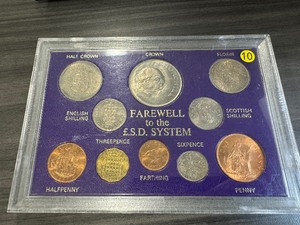 HALF CROWN
CROWN
FLORIN
10
ENGLISH
SHILLING
FAREWELL
to the
£.S.D. SYSTEM
SCOTTISH
SHILLING
THREEPENCE
SIXPENCE
HALFPENNY
FARTHING
PENNY